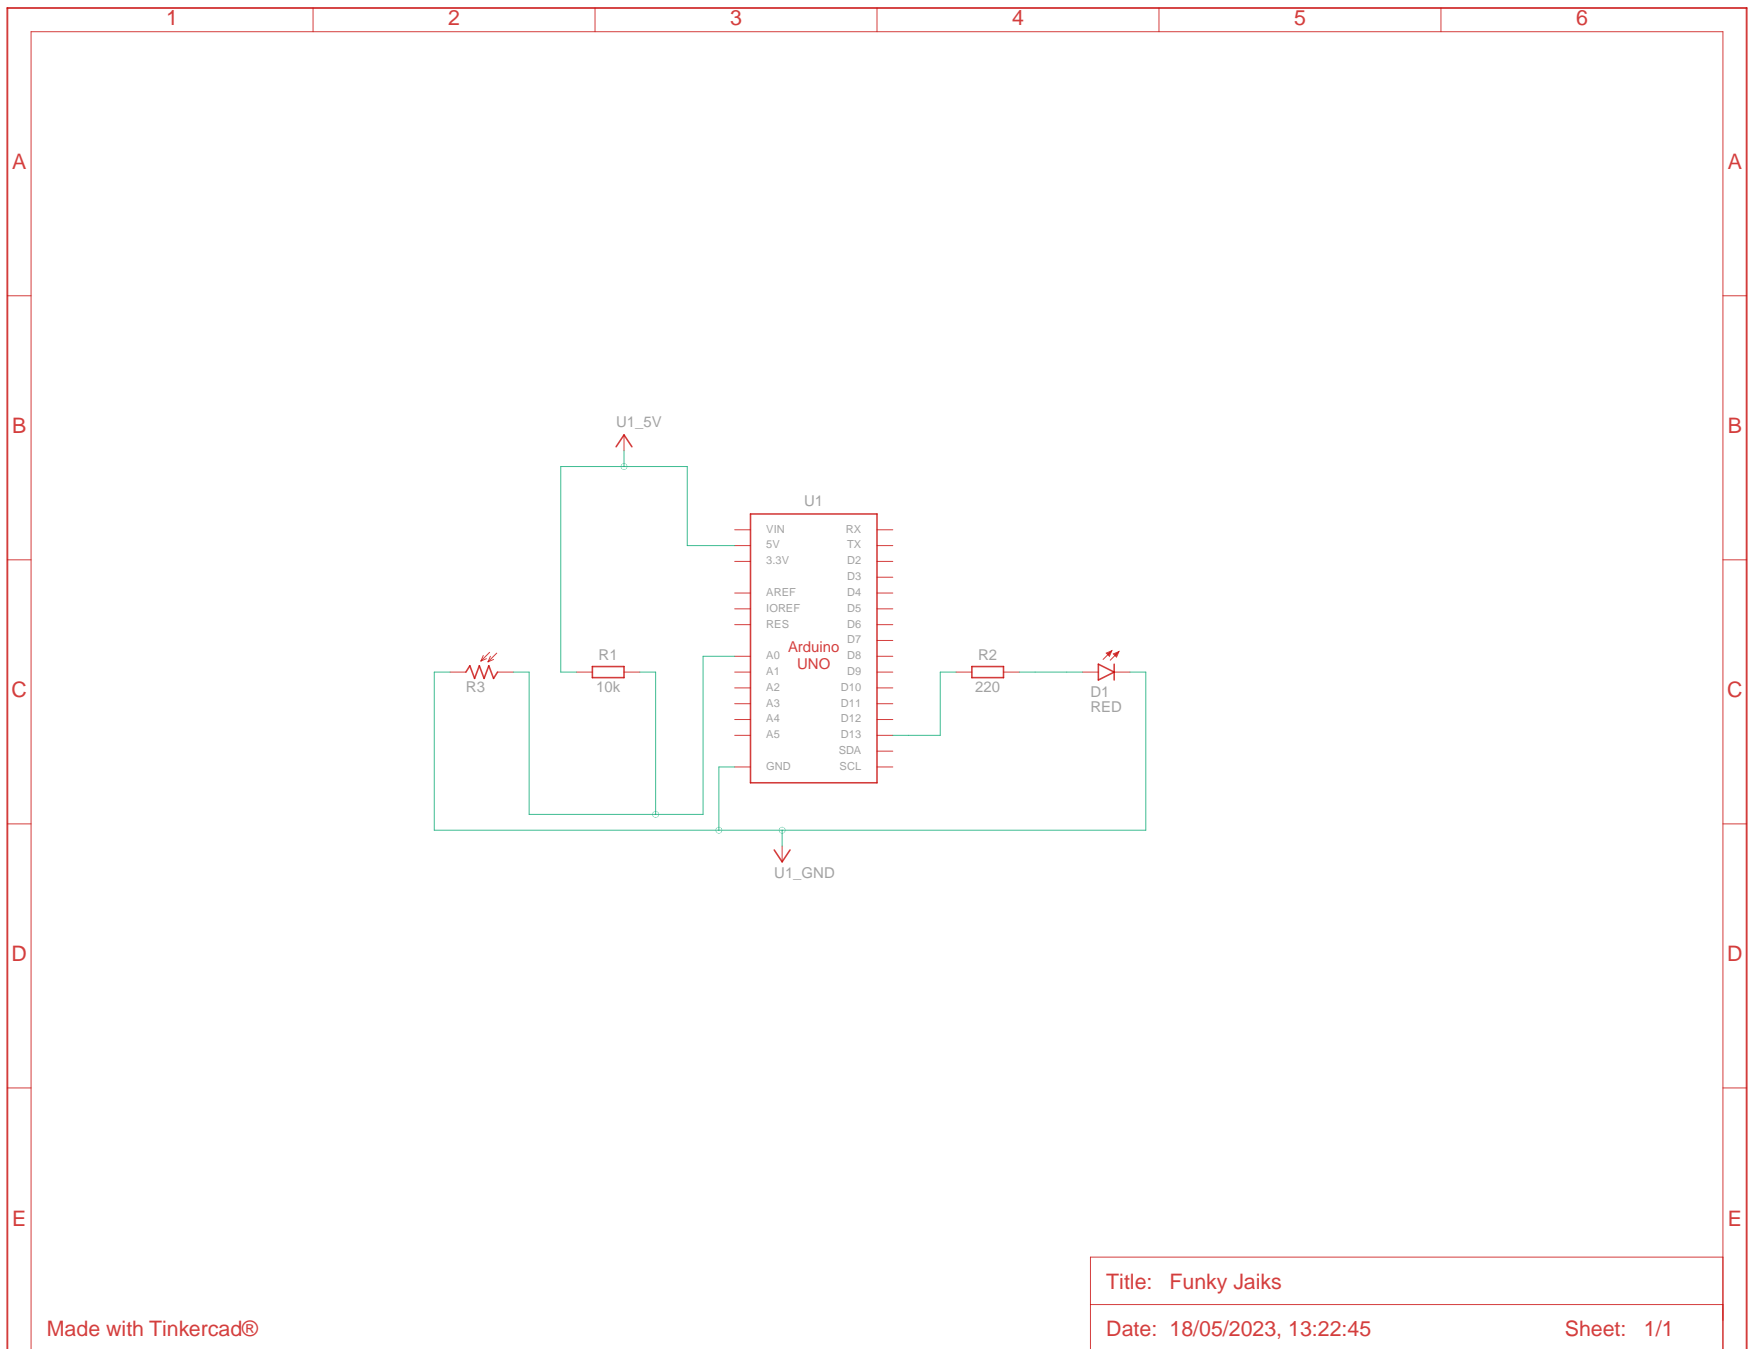 1 2 3 4 5 6
A A
B B
U1_5V
U1
VIN RX
5V TX
3.3V D2
D3
AREF D4
IOREF D5
RES D6
D7
Arduino
UNO
A0 D8
A1 D9
A2 D10
A3 D11
A4 D12
A5 D13
SDA
GND SCL
R1
10k
R3
R2
220
D1
RED
C C
U1_GND
D D
E E
Title: Funky Jaiks
Made with Tinkercad®
Date: 18/05/2023, 13:22:45 Sheet: 1/1